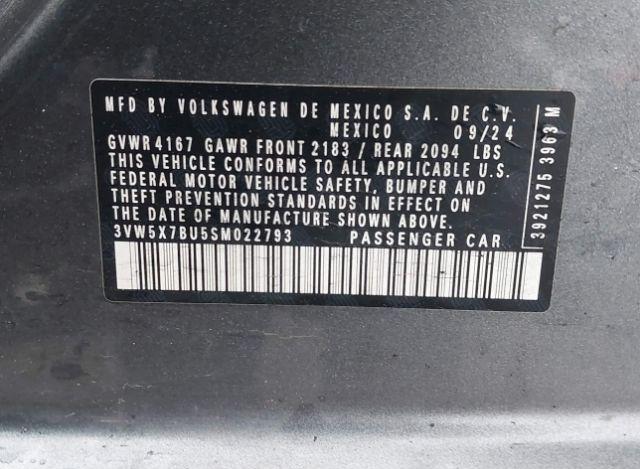 MFD BY VOLKSWAGEN DE MEXICO S.A. DE C.V.
MEXICO 09/24
GVWR 4167 GAWR FRONT 2183 / REAR 2094 LBS
THIS VEHICLE CONFORMS TO ALL APPLICABLE U.S.
FEDERAL MOTOR VEHICLE SAFETY, BUMPER AND
THEFT PREVENTION STANDARDS IN EFFECT ON
THE DATE OF MANUFACTURE SHOWN ABOVE.
3VW5X7BU5SM022793 PASSENGER CAR
3921275 3963 M